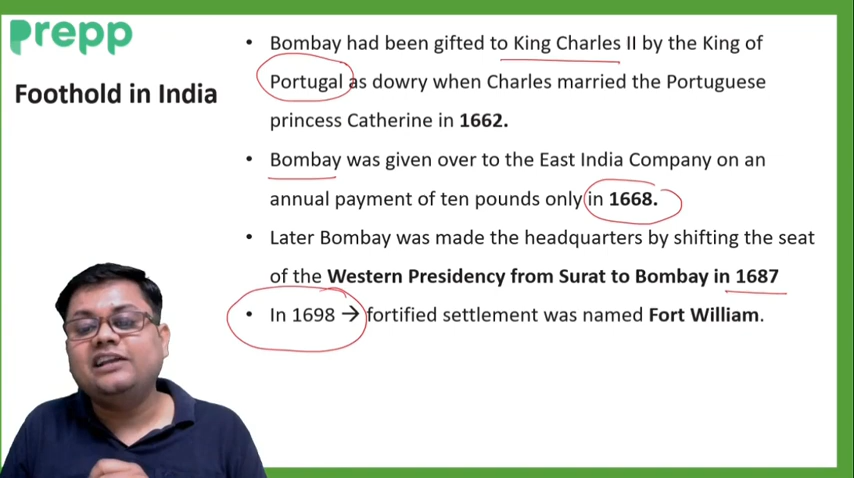 Prepp
Foothold in India
• Bombay had been gifted to King Charles II by the King of
Portugal as dowry when Charles married the Portuguese
princess Catherine in 1662.
• Bombay was given over to the East India Company on an
annual payment of ten pounds only in 1668.
• Later Bombay was made the headquarters by shifting the seat
of the Western Presidency from Surat to Bombay in 1687
• In 1698 → fortified settlement was named Fort William.